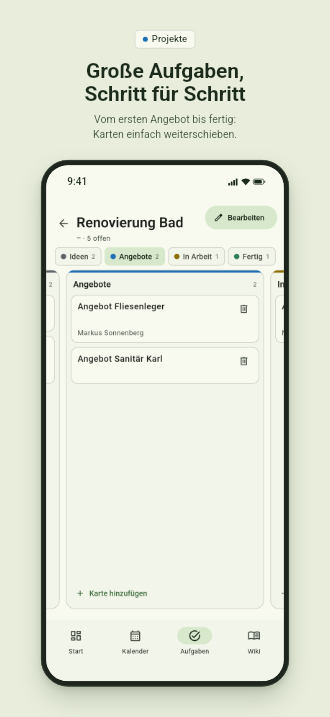 Projekte
Große Aufgaben,
Schritt für Schritt
Vom ersten Angebot bis fertig:
Karten einfach weiterschieben.
9:41
Renovierung Bad
Bearbeiten
– · 5 offen
Ideen 2
Angebote 2
In Arbeit 1
Fertig 1
2
Angebote 2
In
Angebot Fliesenleger
Markus Sonnenberg
Angebot Sanitär Karl
+ Karte hinzufügen
Start
Kalender
Aufgaben
Wiki